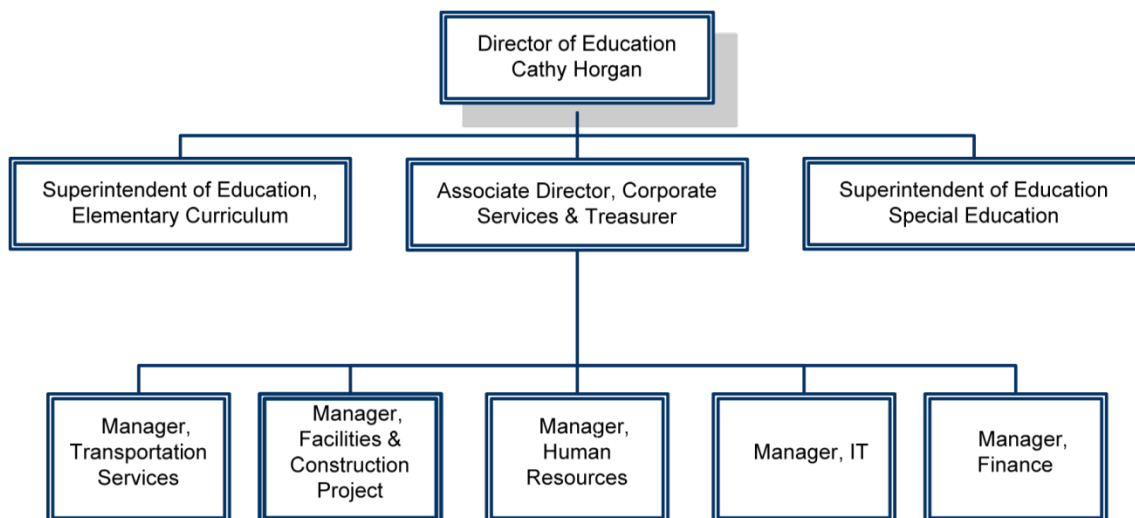 Director of Education
Cathy Horgan
Superintendent of Education,
Elementary Curriculum
Associate Director, Corporate
Services & Treasurer
Superintendent of Education
Special Education
Manager,
Transportation
Services
Manager,
Facilities &
Construction
Project
Manager,
Human
Resources
Manager, IT
Manager,
Finance